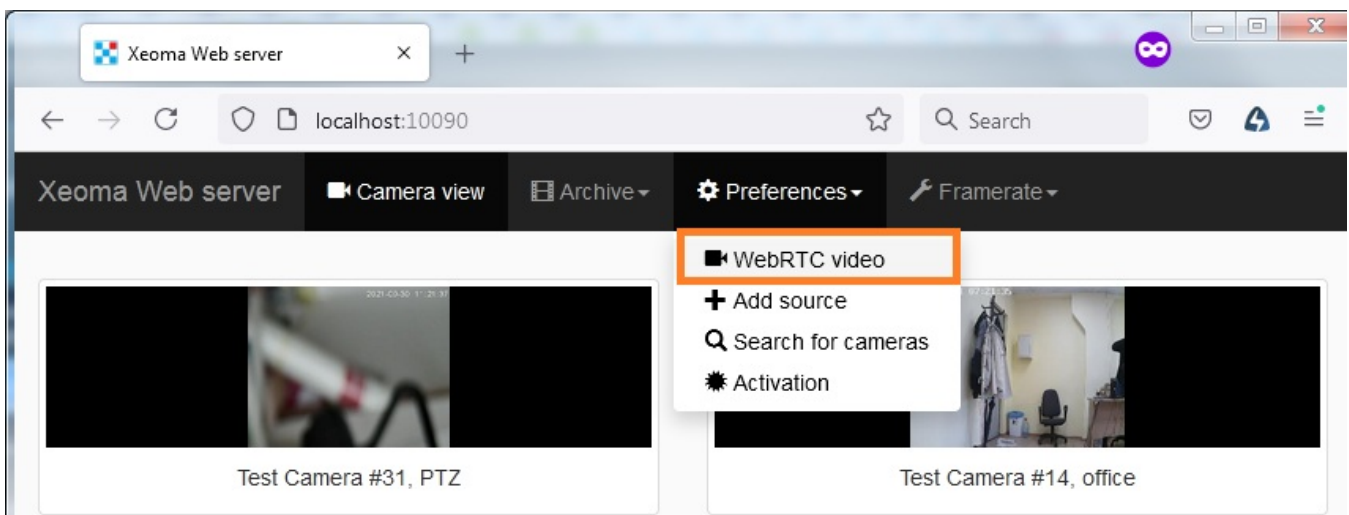 Xeoma Web server
localhost:10090
Search
Xeoma Web server Camera view Archive Preferences Framerate
WebRTC video
Add source
Search for cameras
Activation
Test Camera #31, PTZ
Test Camera #14, office